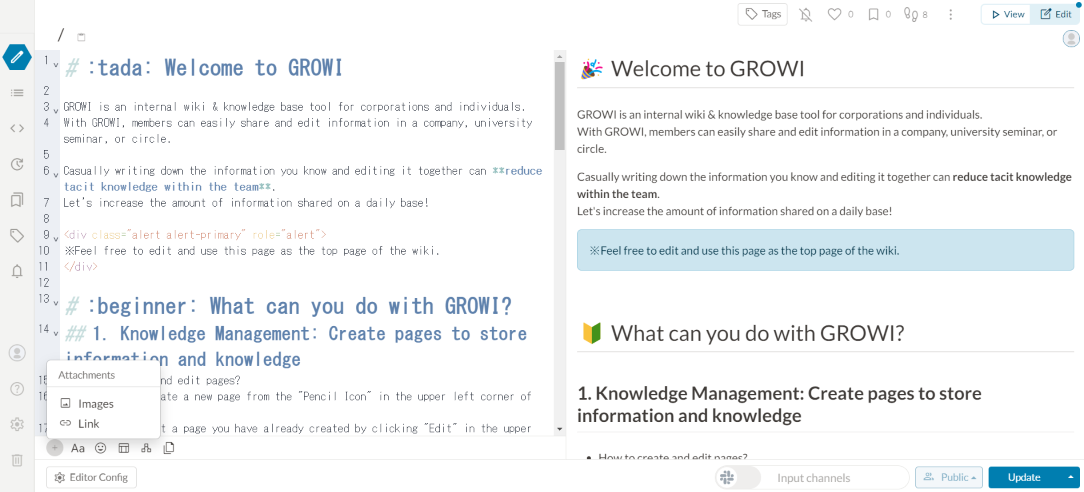 Tags
0
0
8
View
Edit
/
1 # :tada: Welcome to GROWI
2
3 GROWI is an internal wiki & knowledge base tool for corporations and individuals.
4 With GROWI, members can easily share and edit information in a company, university
seminar, or circle.
5
6 Casually writing down the information you know and editing it together can **reduce
tacit knowledge within the team**.
7 Let's increase the amount of information shared on a daily base!
8
9 <div class="alert alert-primary" role="alert">
10 ※Feel free to edit and use this page as the top page of the wiki.
11 </div>
12
13 # :beginner: What can you do with GROWI?
14 ## 1. Knowledge Management: Create pages to store
information and knowledge
15 nd edit pages?
16 ate a new page from the "Pencil Icon" in the upper left corner of
17 t a page you have already created by clicking "Edit" in the upper
Attachments
Images
Link
Aa
Editor Config
🎉 Welcome to GROWI
GROWI is an internal wiki & knowledge base tool for corporations and individuals.
With GROWI, members can easily share and edit information in a company, university seminar, or
circle.
Casually writing down the information you know and editing it together can reduce tacit knowledge
within the team.
Let's increase the amount of information shared on a daily base!
※Feel free to edit and use this page as the top page of the wiki.
🔰 What can you do with GROWI?
1. Knowledge Management: Create pages to store
information and knowledge
• How to create and edit pages?
Input channels
Public
Update